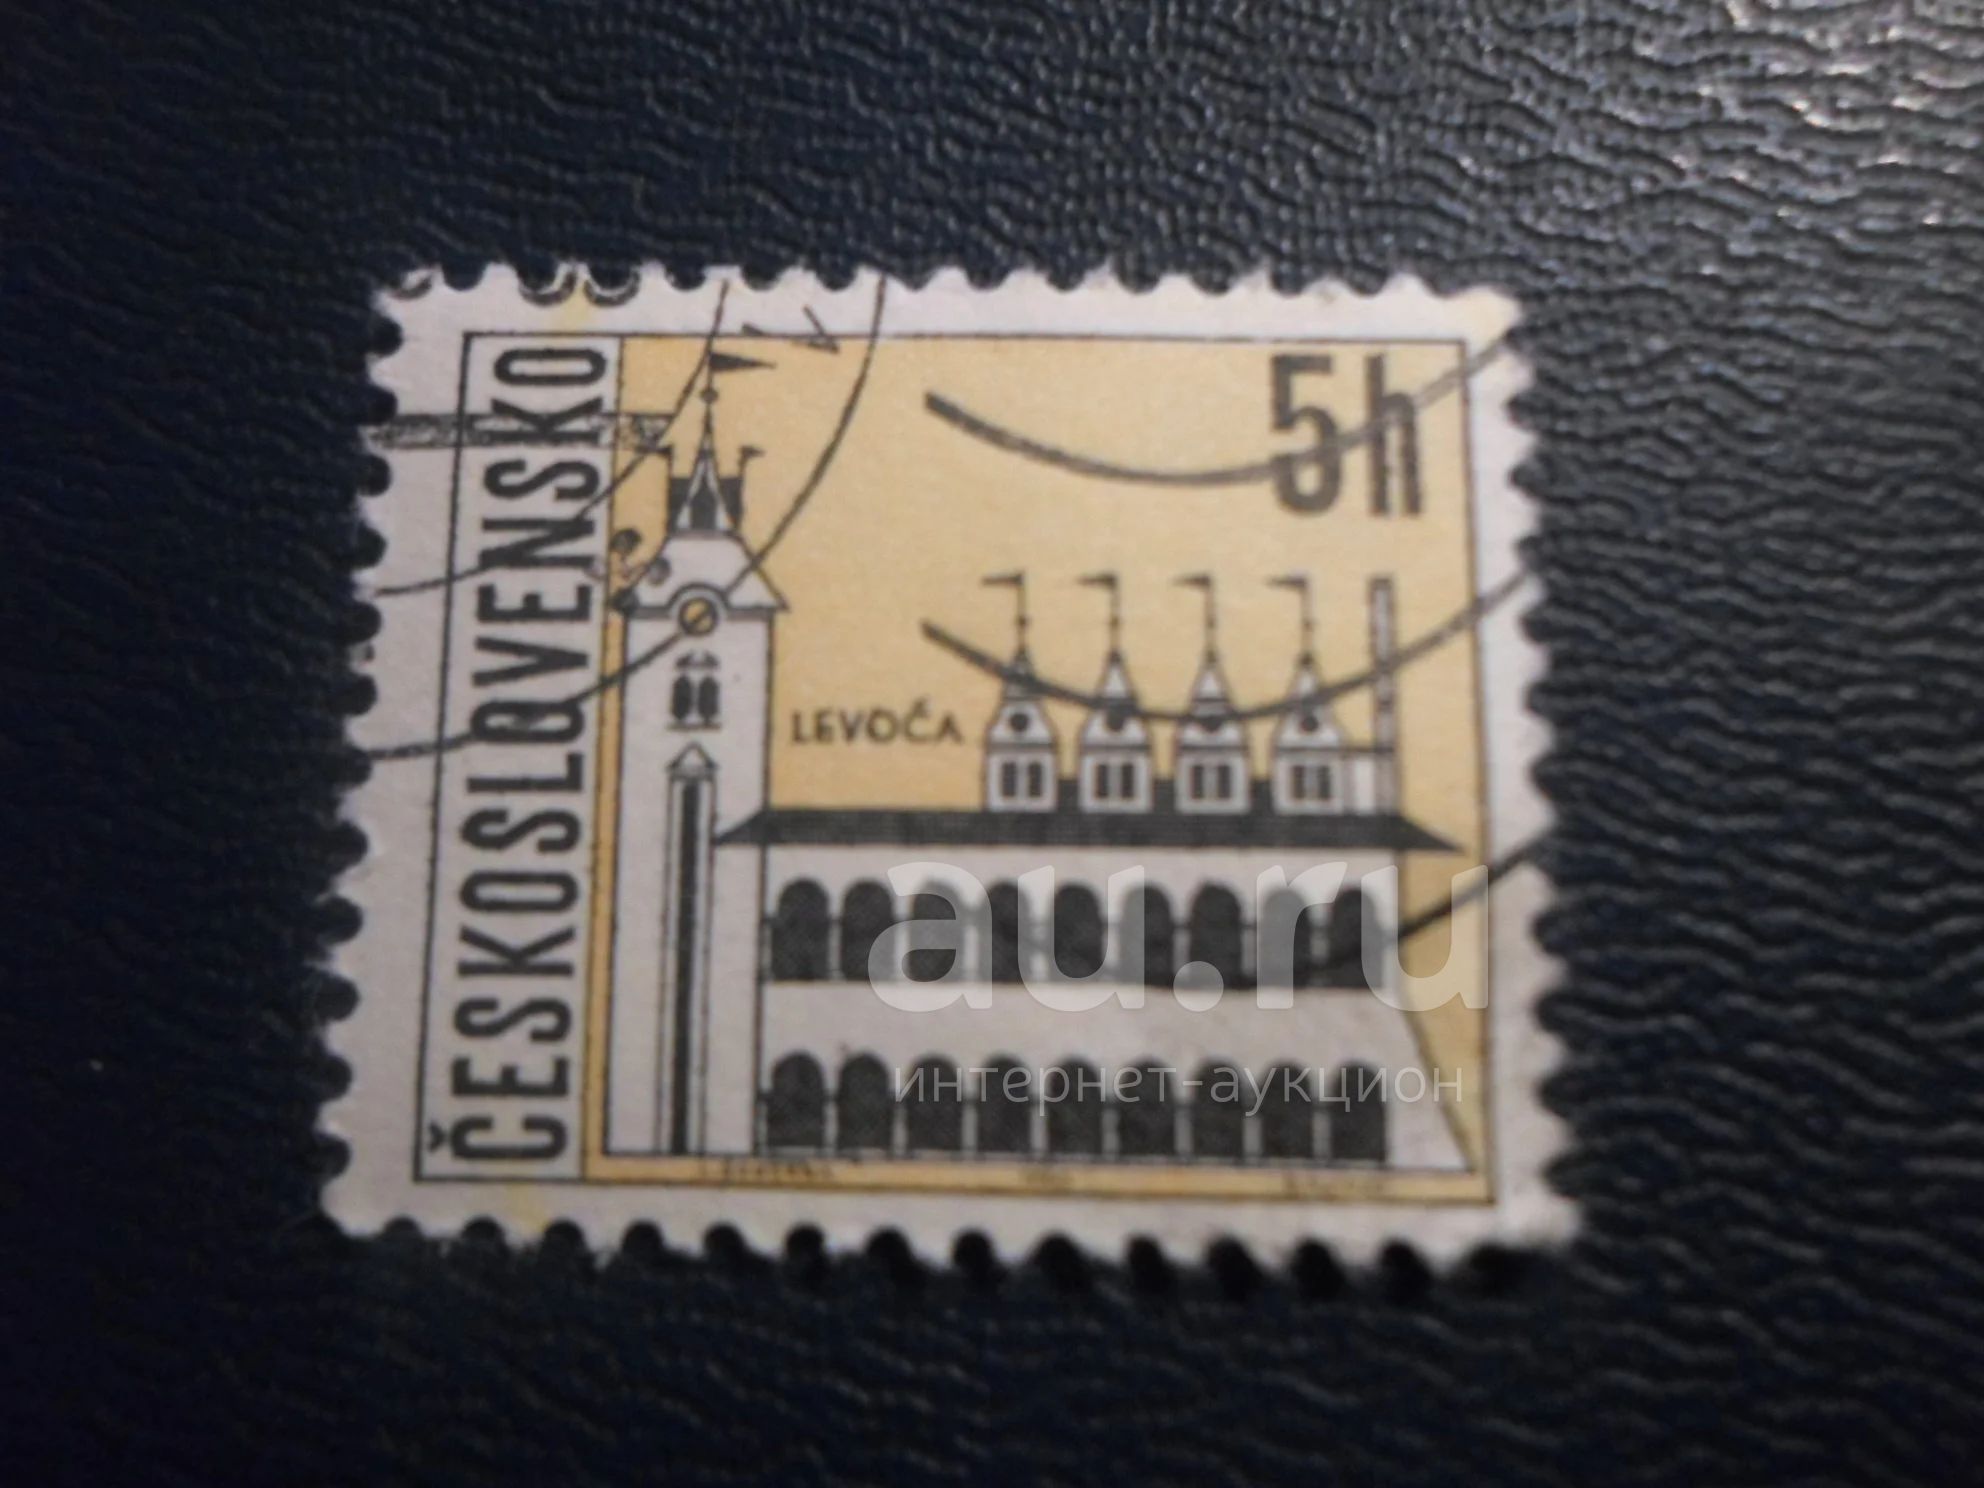 ČESKOSLOVENSKO
5h
LEVOČA
au.ru
интернет-аукцион